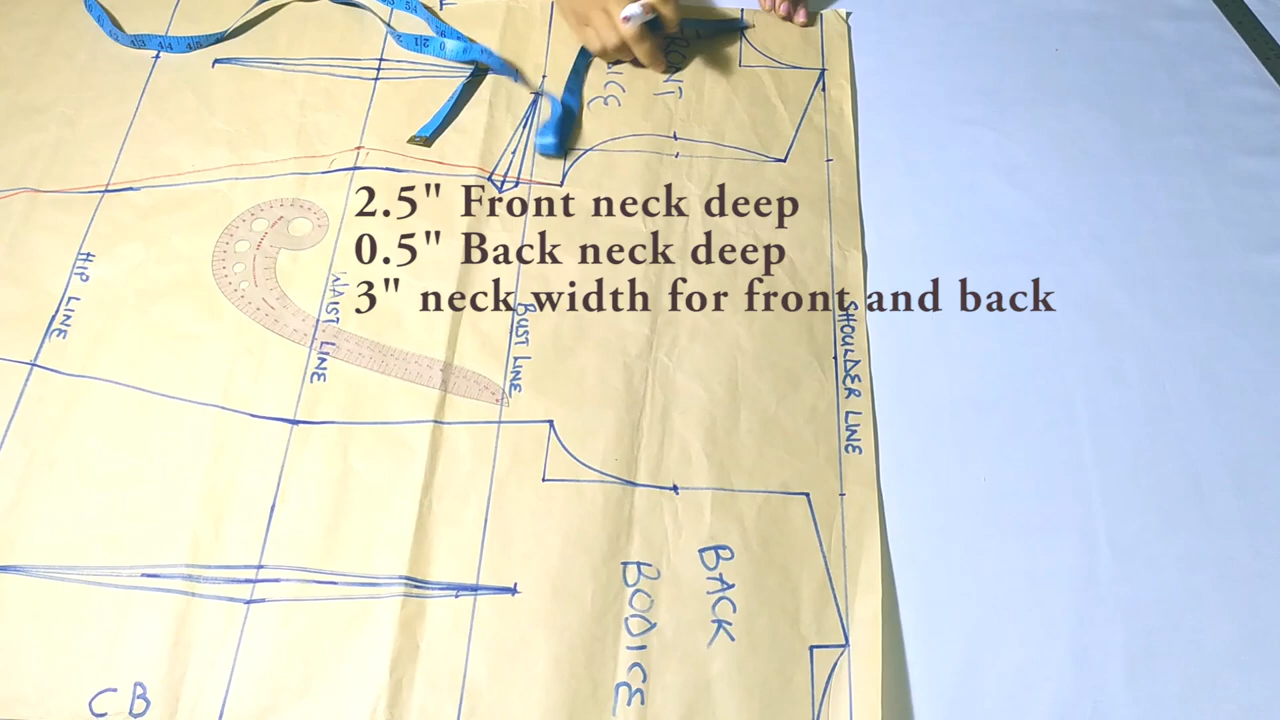 2.5" Front neck deep
0.5" Back neck deep
3" neck width for front and back
HIP LINE
WAIST LINE
BUST LINE
SHOULDER LINE
BACK
BODICE
CB